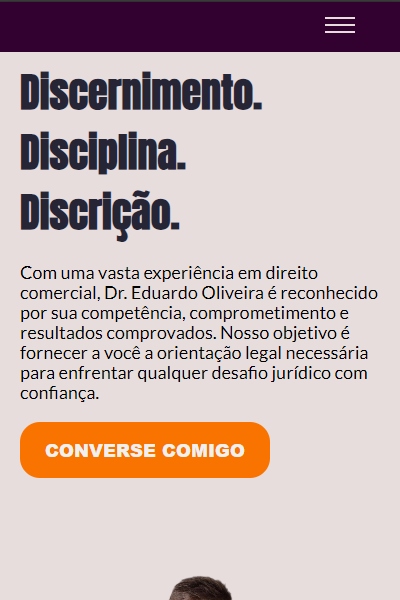 Discernimento.
Disciplina.
Discrição.
Com uma vasta experiência em direito
comercial, Dr. Eduardo Oliveira é reconhecido
por sua competência, comprometimento e
resultados comprovados. Nosso objetivo é
fornecer a você a orientação legal necessária
para enfrentar qualquer desafio jurídico com
confiança.
CONVERSE COMIGO